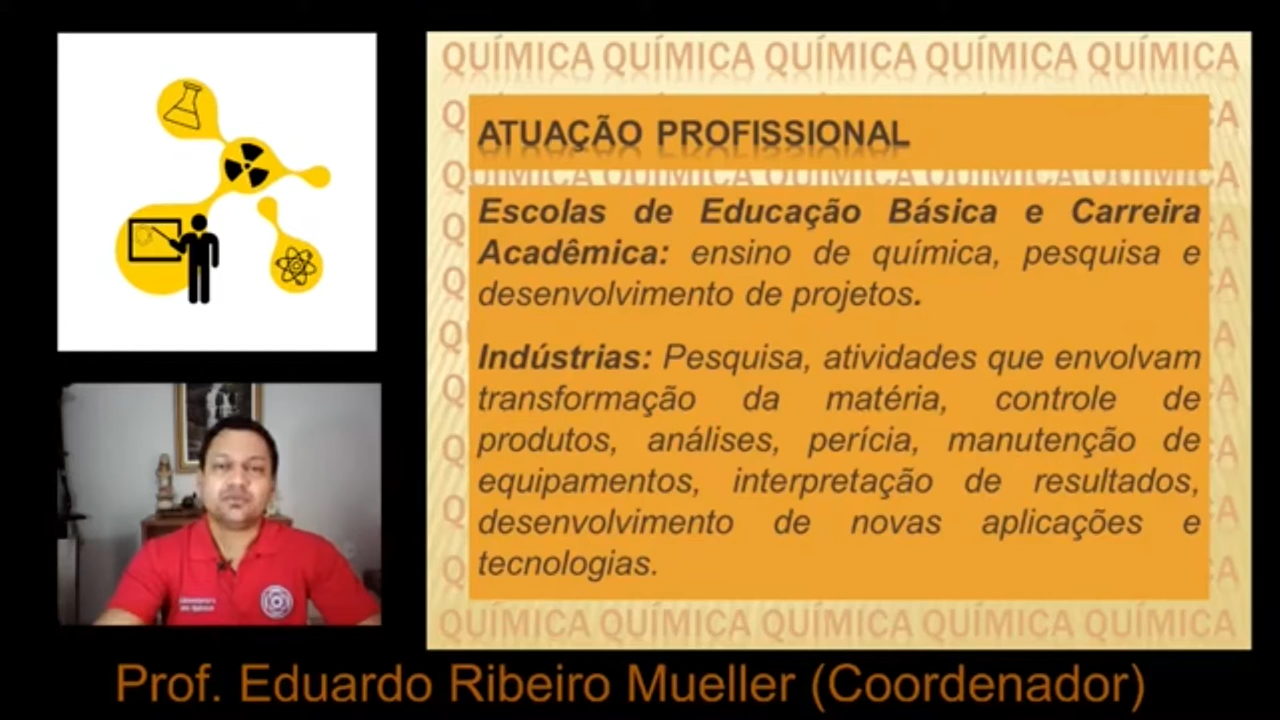 QUÍMICA QUÍMICA QUÍMICA QUÍMICA QUÍMICA
ATUAÇÃO PROFISSIONAL
Escolas de Educação Básica e Carreira
Acadêmica: ensino de química, pesquisa e
desenvolvimento de projetos.
Indústrias: Pesquisa, atividades que envolvam
transformação da matéria, controle de
produtos, análises, perícia, manutenção de
equipamentos, interpretação de resultados,
desenvolvimento de novas aplicações e
tecnologias.
QUÍMICA QUÍMICA QUÍMICA QUÍMICA QUÍMICA
Prof. Eduardo Ribeiro Mueller (Coordenador)